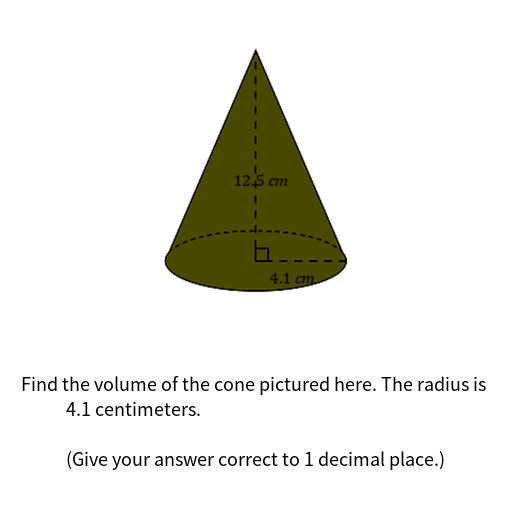 12.5 cm
4.1 cm
Find the volume of the cone pictured here. The radius is
4.1 centimeters.
(Give your answer correct to 1 decimal place.)